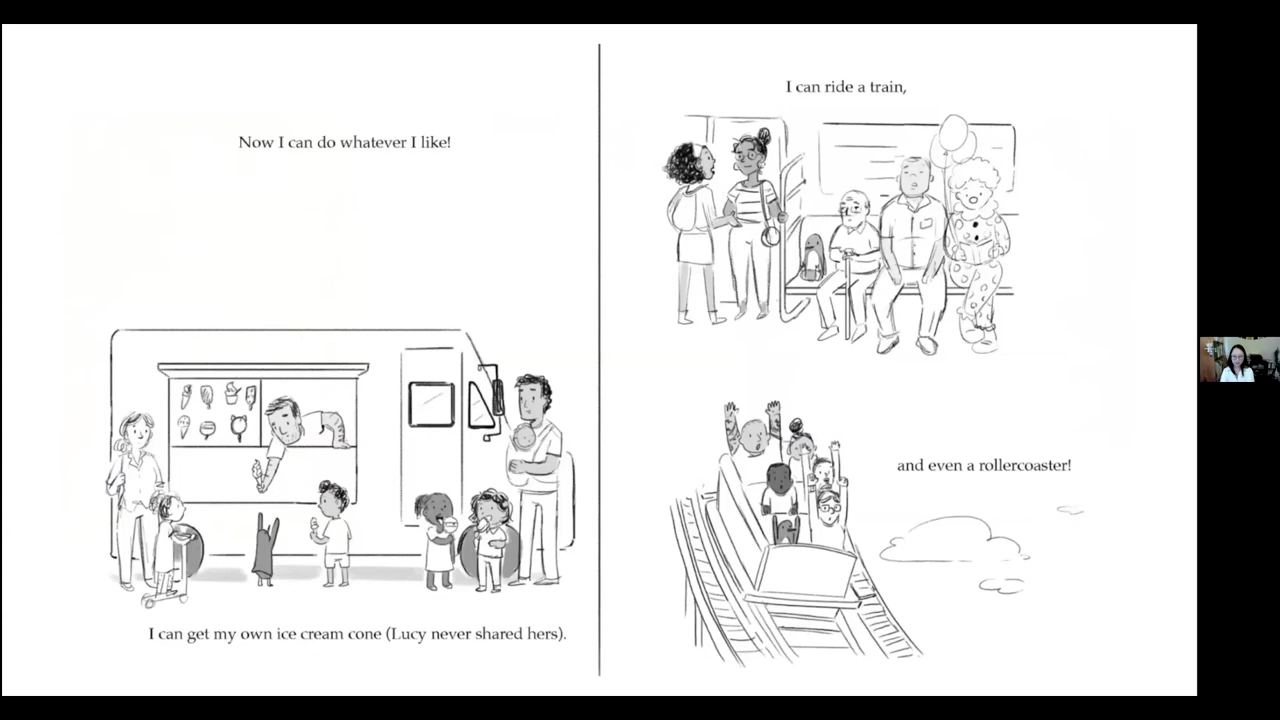 Now I can do whatever I like!
I can get my own ice cream cone (Lucy never shared hers).
I can ride a train,
and even a rollercoaster!